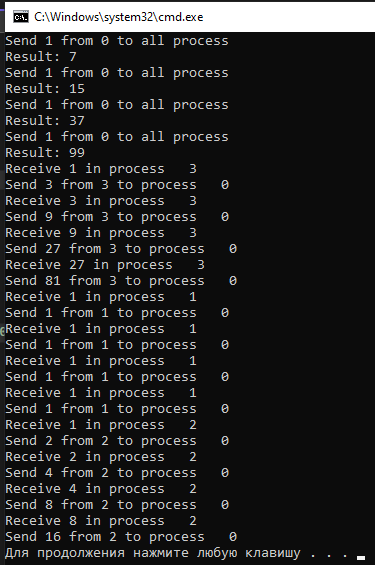 C:\Windows\system32\cmd.exe
Send 1 from 0 to all process
Result: 7
Send 1 from 0 to all process
Result: 15
Send 1 from 0 to all process
Result: 37
Send 1 from 0 to all process
Result: 99
Receive 1 in process   3
Send 3 from 3 to process   0
Receive 3 in process   3
Send 9 from 3 to process   0
Receive 9 in process   3
Send 27 from 3 to process   0
Receive 27 in process   3
Send 81 from 3 to process   0
Receive 1 in process   1
Send 1 from 1 to process   0
Receive 1 in process   1
Send 1 from 1 to process   0
Receive 1 in process   1
Send 1 from 1 to process   0
Receive 1 in process   1
Send 1 from 1 to process   0
Receive 1 in process   2
Send 2 from 2 to process   0
Receive 2 in process   2
Send 4 from 2 to process   0
Receive 4 in process   2
Send 8 from 2 to process   0
Receive 8 in process   2
Send 16 from 2 to process   0
Для продолжения нажмите любую клавишу . . .